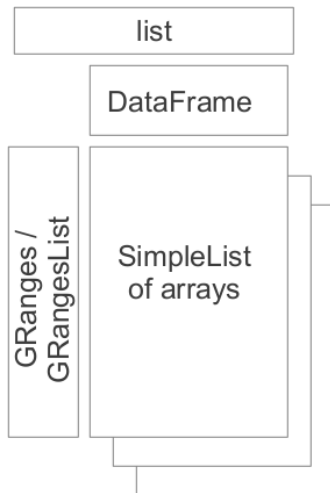 list
DataFrame
GRanges /
GRangesList
SimpleList
of arrays